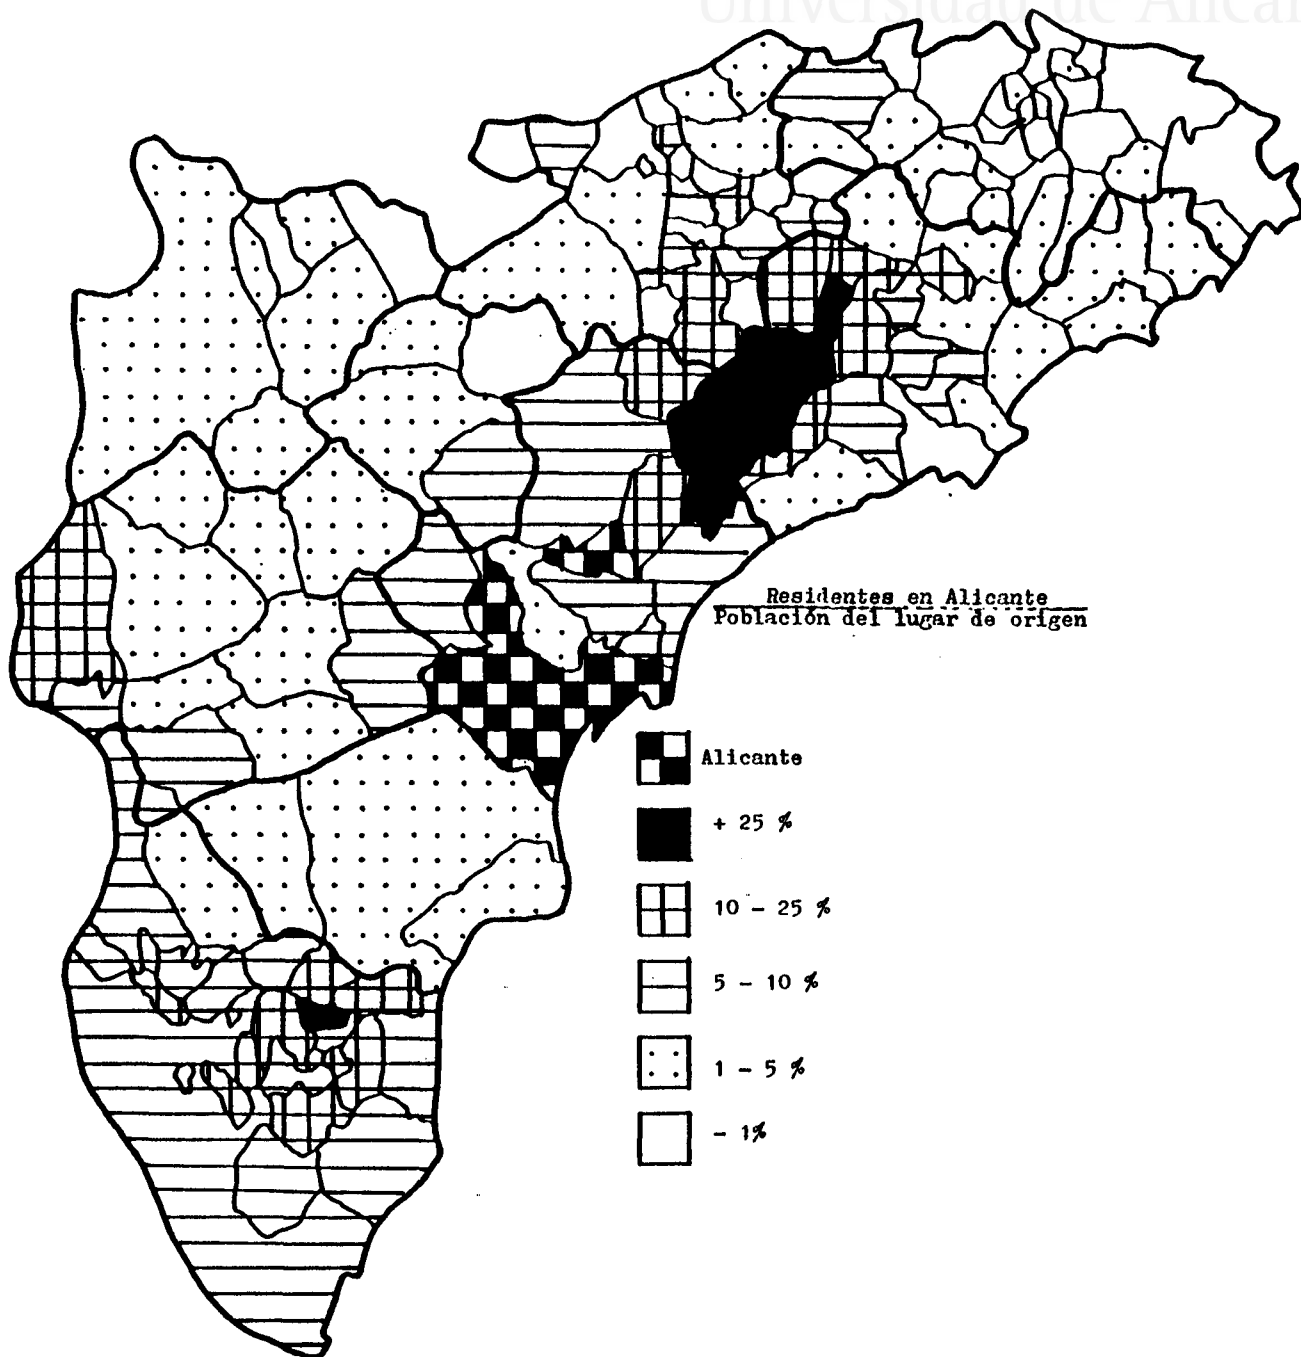 Universidad de Alican
Residentes en Alicante
Población del lugar de origen
Alicante
+ 25 %
10 - 25 %
5 - 10 %
1 - 5 %
- 1%